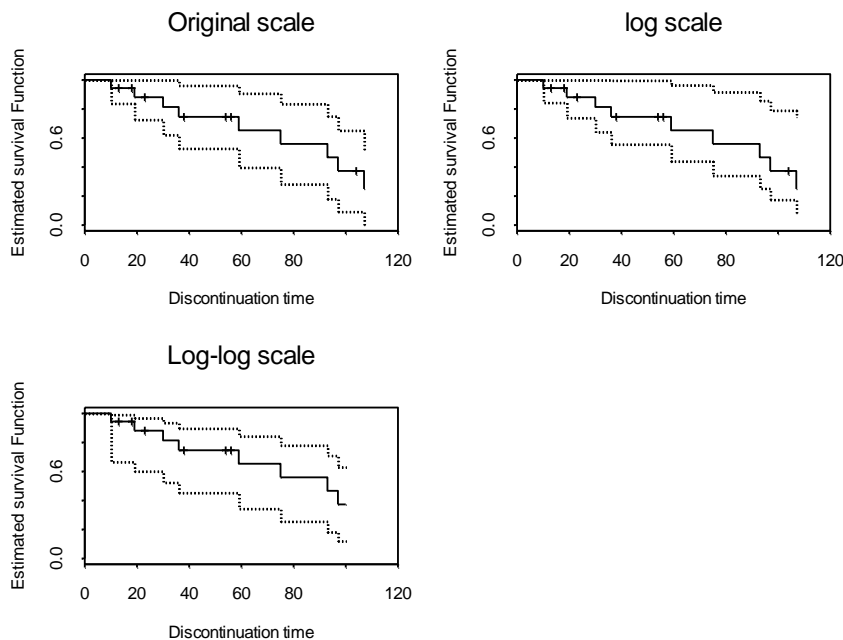 Original scale
Estimated survival Function
0.6
0.0
0 20 40 60 80 120
Discontinuation time
log scale
Estimated survival Function
0.6
0.0
0 20 40 60 80 120
Discontinuation time
Log-log scale
Estimated survival Function
0.6
0.0
0 20 40 60 80 120
Discontinuation time